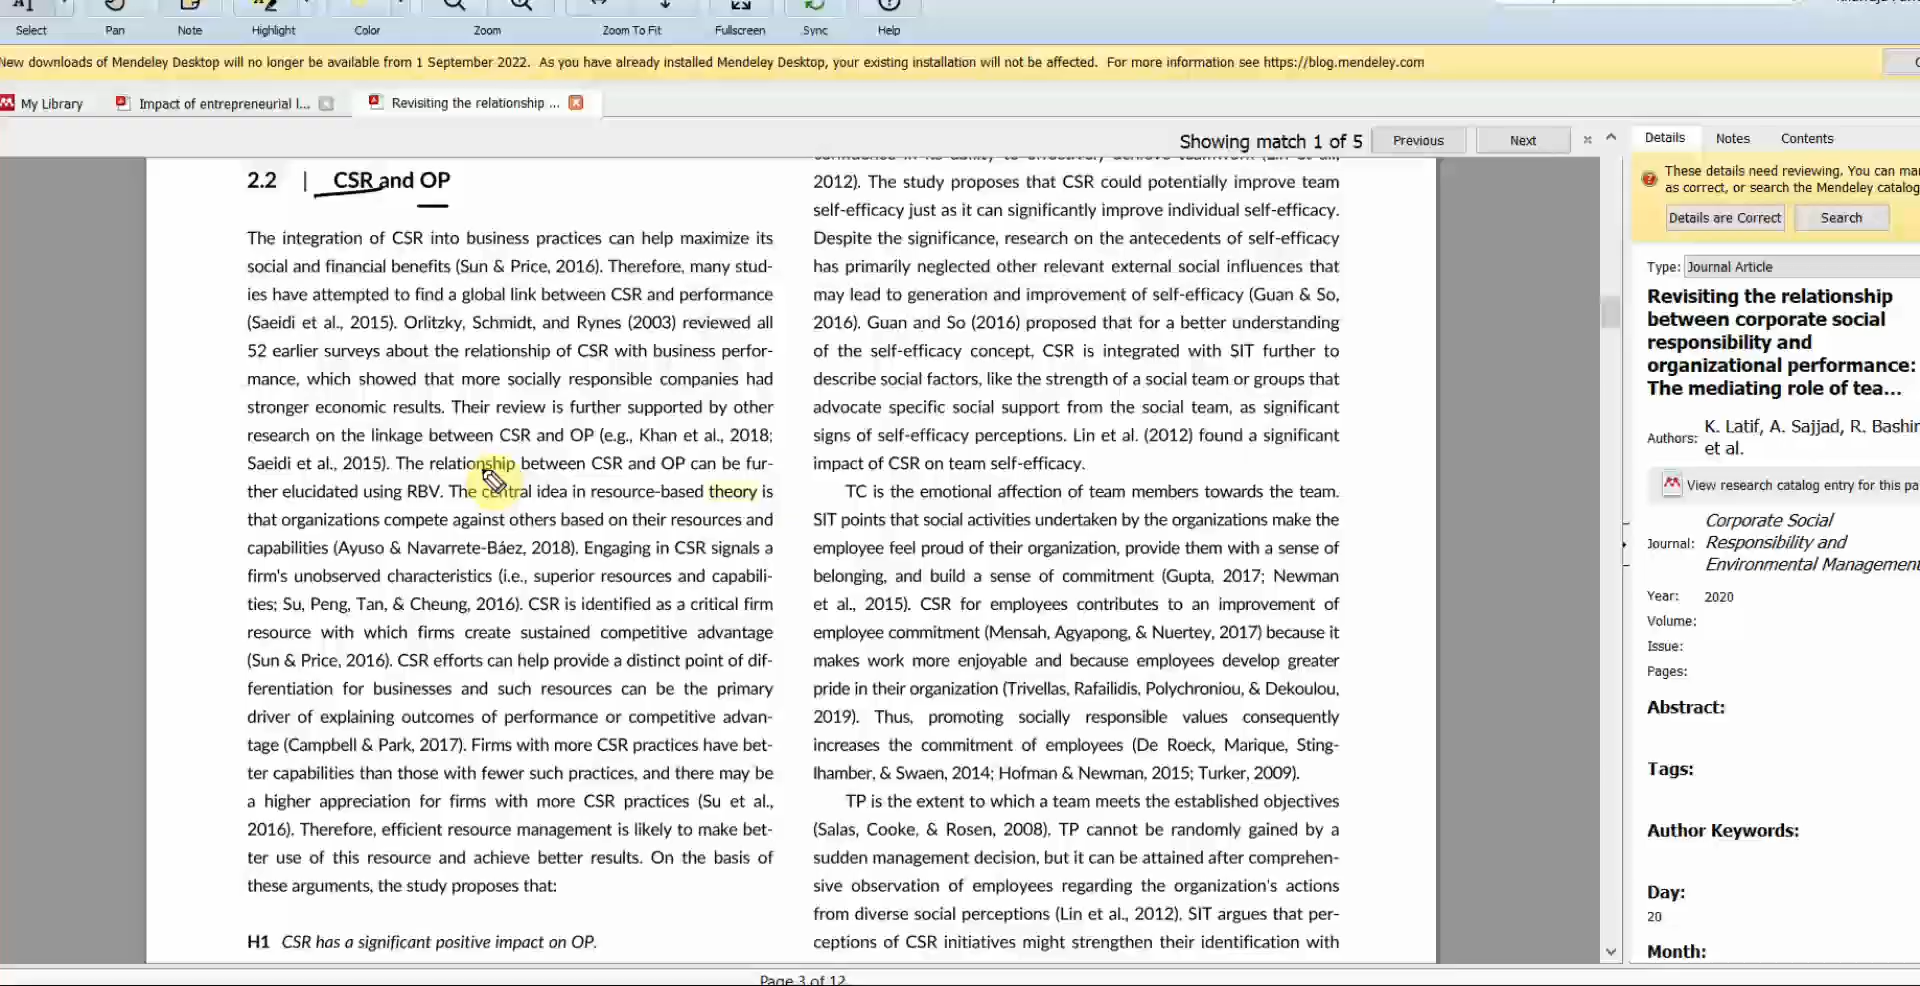 Select
Pan
Note
Highlight
Color
Zoom
Zoom To Fit
Fullscreen
Sync
Help
New downloads of Mendeley Desktop will no longer be available from 1 September 2022. As you have already installed Mendeley Desktop, your existing installation will not be affected. For more information see https://blog.mendeley.com
My Library
Impact of entrepreneurial l...
Revisiting the relationship ...
Showing match 1 of 5
Previous
Next
2.2 | CSR and OP
The integration of CSR into business practices can help maximize its
social and financial benefits (Sun & Price, 2016). Therefore, many stud-
ies have attempted to find a global link between CSR and performance
(Saeidi et al., 2015). Orlitzky, Schmidt, and Rynes (2003) reviewed all
52 earlier surveys about the relationship of CSR with business perfor-
mance, which showed that more socially responsible companies had
stronger economic results. Their review is further supported by other
research on the linkage between CSR and OP (e.g., Khan et al., 2018;
Saeidi et al., 2015). The relationship between CSR and OP can be fur-
ther elucidated using RBV. The central idea in resource-based theory is
that organizations compete against others based on their resources and
capabilities (Ayuso & Navarrete-Báez, 2018). Engaging in CSR signals a
firm's unobserved characteristics (i.e., superior resources and capabili-
ties; Su, Peng, Tan, & Cheung, 2016). CSR is identified as a critical firm
resource with which firms create sustained competitive advantage
(Sun & Price, 2016). CSR efforts can help provide a distinct point of dif-
ferentiation for businesses and such resources can be the primary
driver of explaining outcomes of performance or competitive advan-
tage (Campbell & Park, 2017). Firms with more CSR practices have bet-
ter capabilities than those with fewer such practices, and there may be
a higher appreciation for firms with more CSR practices (Su et al.,
2016). Therefore, efficient resource management is likely to make bet-
ter use of this resource and achieve better results. On the basis of
these arguments, the study proposes that:
H1 CSR has a significant positive impact on OP.
2012). The study proposes that CSR could potentially improve team
self-efficacy just as it can significantly improve individual self-efficacy.
Despite the significance, research on the antecedents of self-efficacy
has primarily neglected other relevant external social influences that
may lead to generation and improvement of self-efficacy (Guan & So,
2016). Guan and So (2016) proposed that for a better understanding
of the self-efficacy concept, CSR is integrated with SIT further to
describe social factors, like the strength of a social team or groups that
advocate specific social support from the social team, as significant
signs of self-efficacy perceptions. Lin et al. (2012) found a significant
impact of CSR on team self-efficacy.
TC is the emotional affection of team members towards the team.
SIT points that social activities undertaken by the organizations make the
employee feel proud of their organization, provide them with a sense of
belonging, and build a sense of commitment (Gupta, 2017; Newman
et al., 2015). CSR for employees contributes to an improvement of
employee commitment (Mensah, Agyapong, & Nuertey, 2017) because it
makes work more enjoyable and because employees develop greater
pride in their organization (Trivellas, Rafailidis, Polychroniou, & Dekoulou,
2019). Thus, promoting socially responsible values consequently
increases the commitment of employees (De Roeck, Marique, Sting-
lhamber, & Swaen, 2014; Hofman & Newman, 2015; Turker, 2009).
TP is the extent to which a team meets the established objectives
(Salas, Cooke, & Rosen, 2008). TP cannot be randomly gained by a
sudden management decision, but it can be attained after comprehen-
sive observation of employees regarding the organization's actions
from diverse social perceptions (Lin et al., 2012). SIT argues that per-
ceptions of CSR initiatives might strengthen their identification with
Details
Notes
Contents
These details need reviewing. You can mar
as correct, or search the Mendeley catalog
Details are Correct
Search
Type: Journal Article
Revisiting the relationship
between corporate social
responsibility and
organizational performance:
The mediating role of tea...
Authors: K. Latif, A. Sajjad, R. Bashir
et al.
View research catalog entry for this pa
Journal: Corporate Social
Responsibility and
Environmental Management
Year: 2020
Volume:
Issue:
Pages:
Abstract:
Tags:
Author Keywords:
Day:
20
Month:
Page 3 of 12